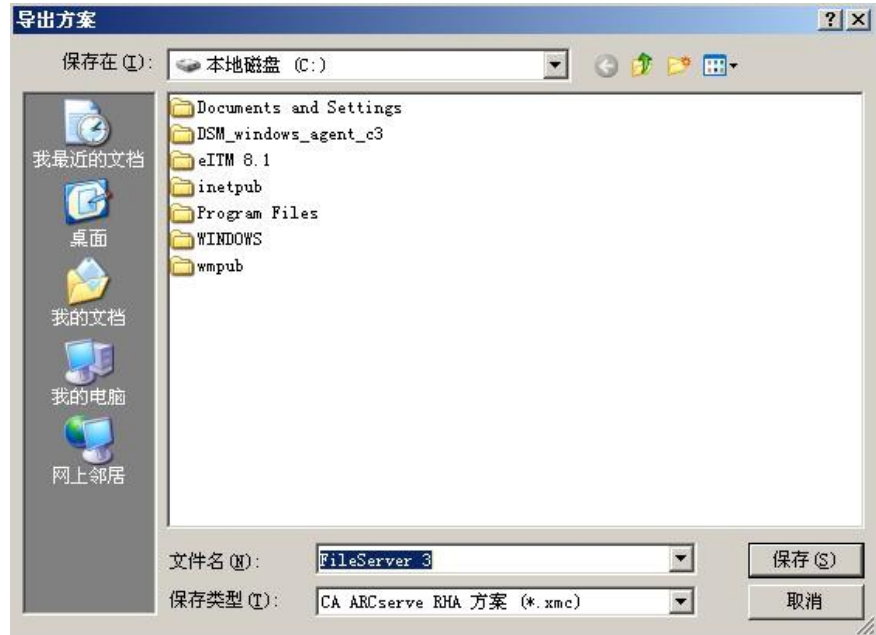 导出方案
保存在(I):
本地磁盘 (C:)
我最近的文档
桌面
我的文档
我的电脑
网上邻居
Documents and Settings
DSM_windows_agent_c3
eITM 8.1
inetpub
Program Files
WINDOWS
wmpub
文件名(N):
FileServer 3
保存(S)
保存类型(T):
CA ARCserve RHA 方案 (*.xmc)
取消